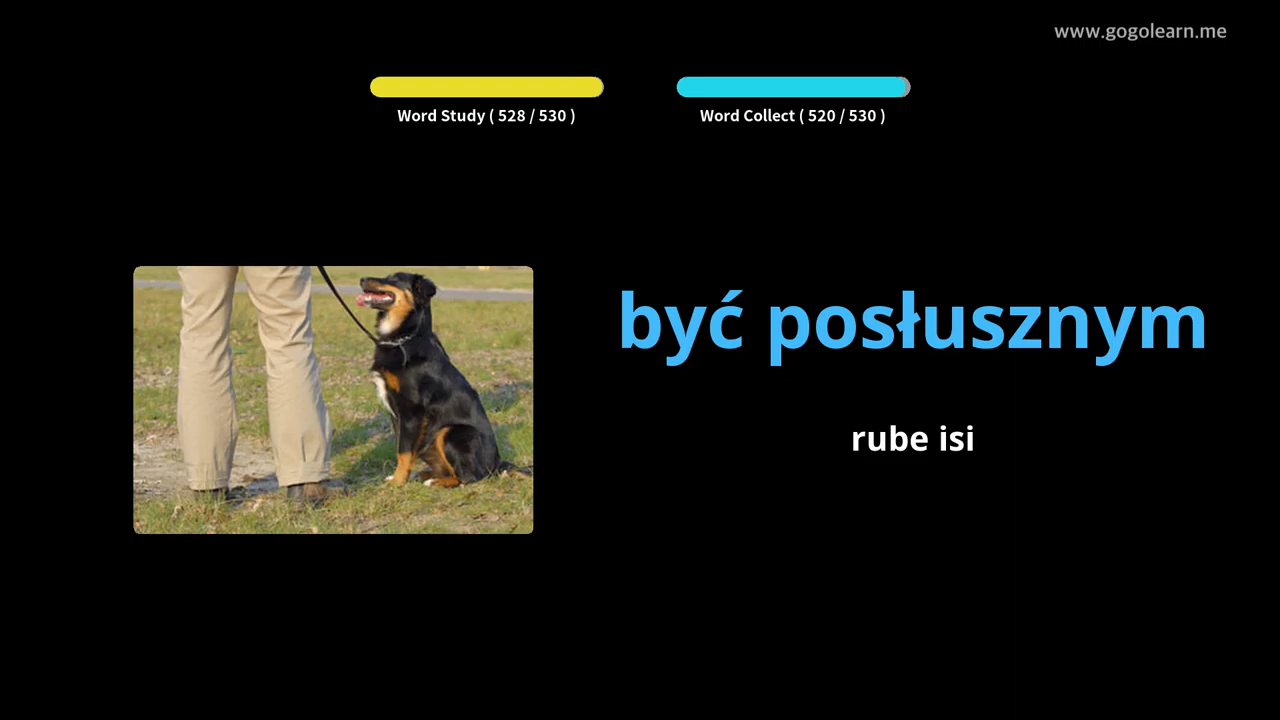 www.gogolearn.me
Word Study ( 528 / 530 )
Word Collect ( 520 / 530 )
być posłusznym
rube isi